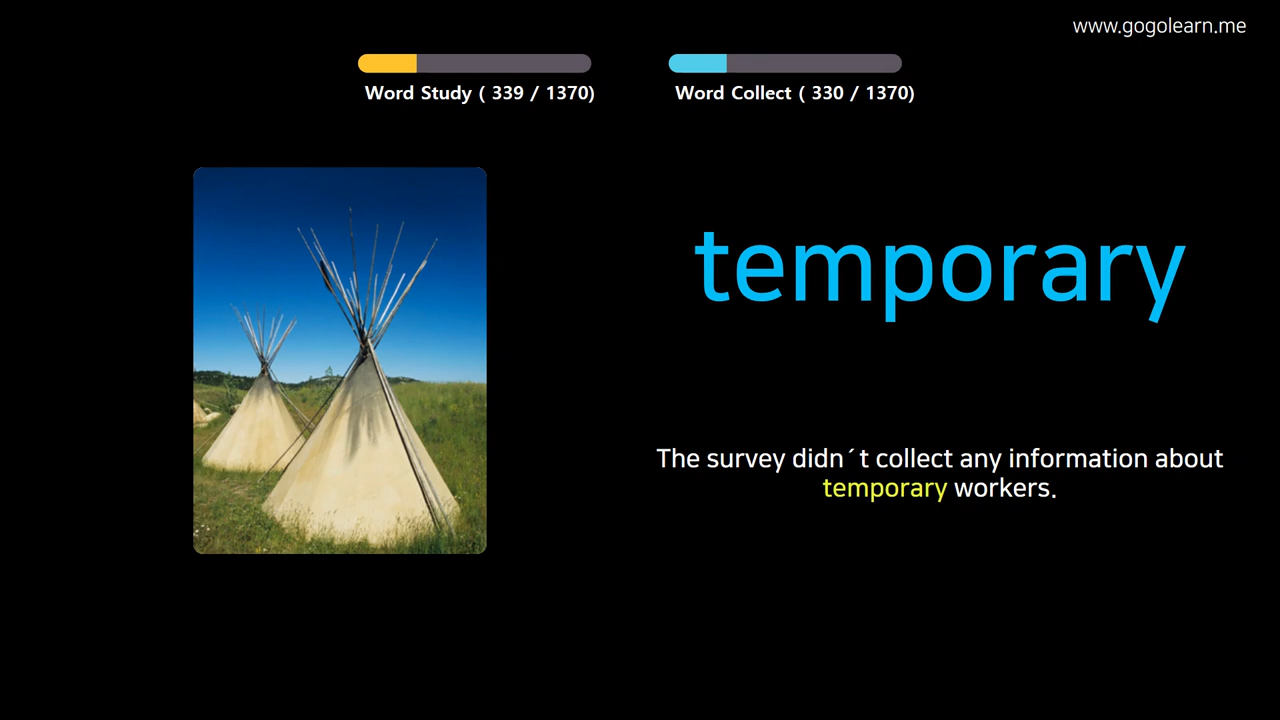 www.gogolearn.me
Word Study ( 339 / 1370)
Word Collect ( 330 / 1370)
temporary
The survey didn´t collect any information about
temporary workers.